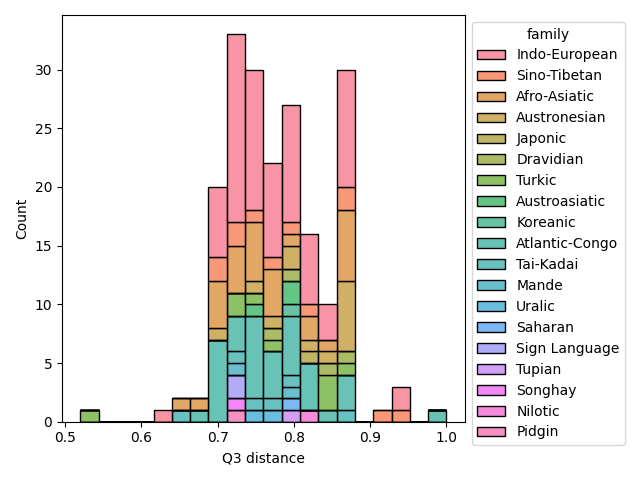 family
Indo-European
Sino-Tibetan
Afro-Asiatic
Austronesian
Japonic
Dravidian
Turkic
Austroasiatic
Koreanic
Atlantic-Congo
Tai-Kadai
Mande
Uralic
Saharan
Sign Language
Tupian
Songhay
Nilotic
Pidgin
Count
30
25
20
15
10
5
0
0.5 0.6 0.7 0.8 0.9 1.0
Q3 distance